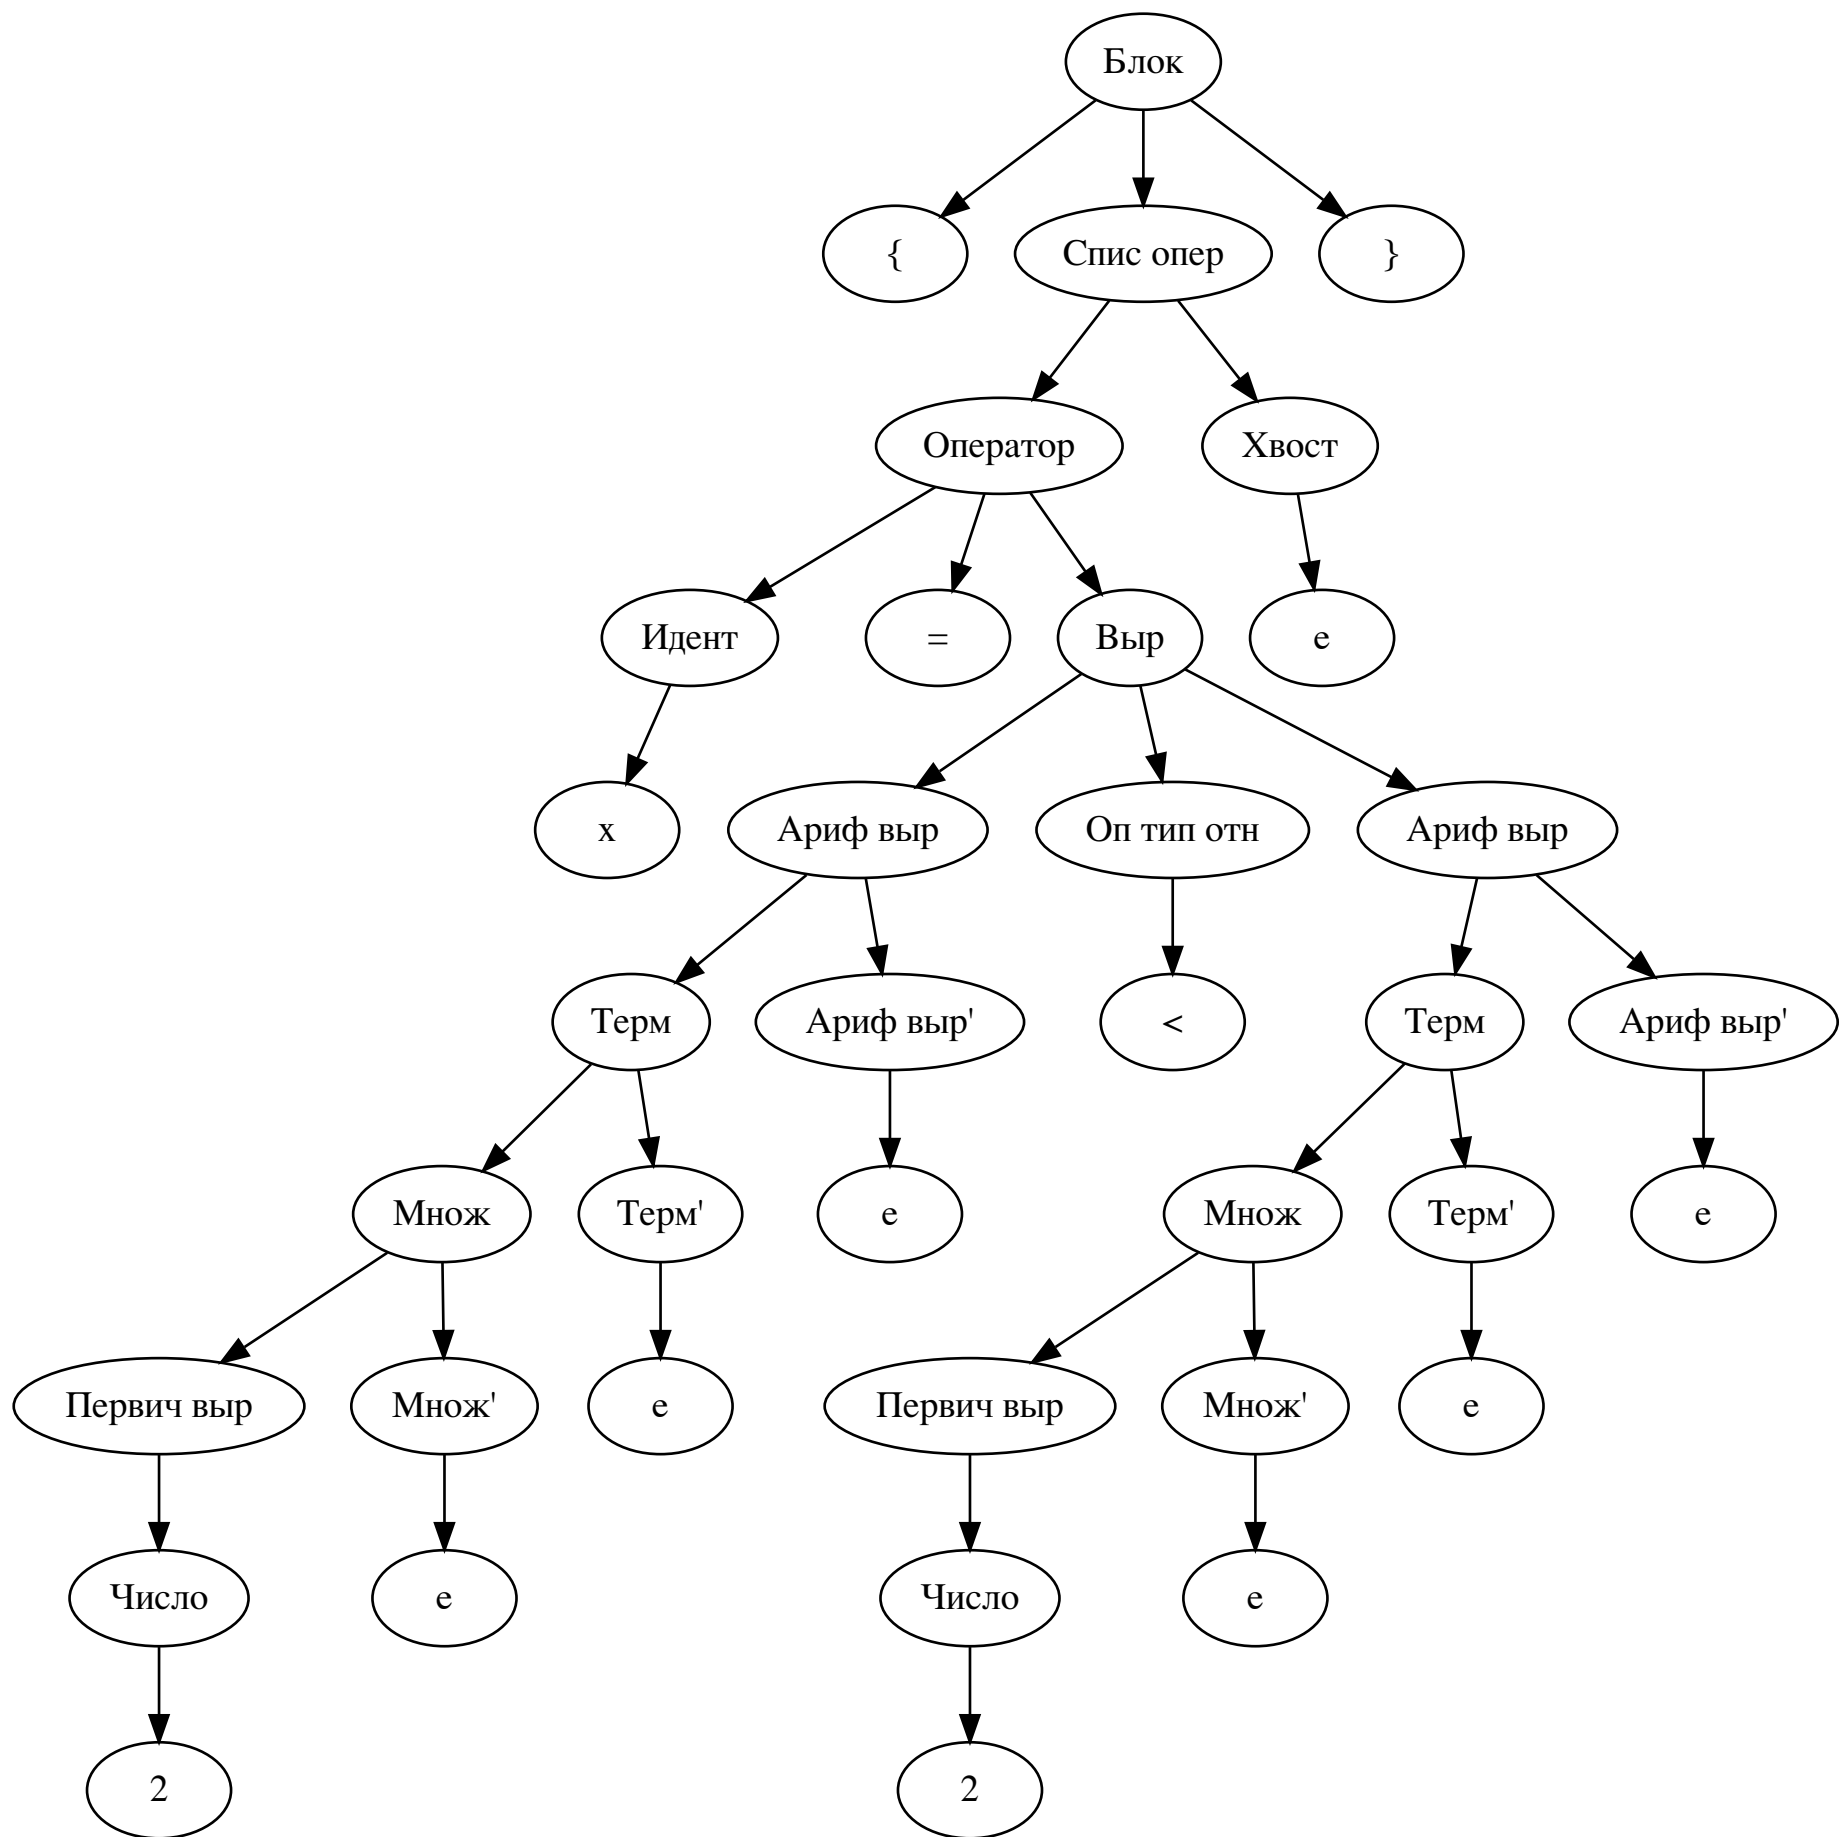 Блок
{
Спис опер
}
Оператор
Хвост
Идент
=
Выр
e
x
Ариф выр
Оп тип отн
Ариф выр
Терм
Ариф выр'
<
Терм
Ариф выр'
Множ
Терм'
e
Множ
Терм'
e
Первич выр
Множ'
e
Первич выр
Множ'
e
Число
e
Число
e
2
2